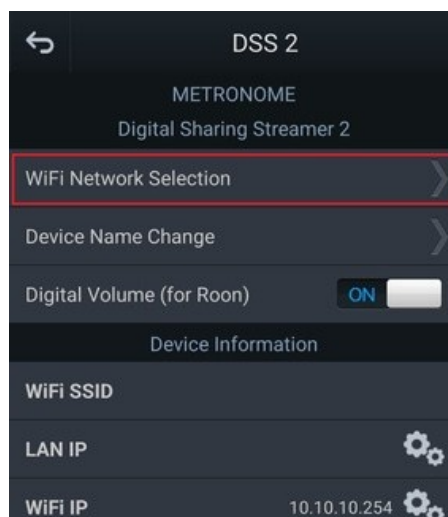 DSS 2
METRONOME
Digital Sharing Streamer 2
WiFi Network Selection
Device Name Change
Digital Volume (for Roon) ON
Device Information
WiFi SSID
LAN IP
WiFi IP 10.10.10.254